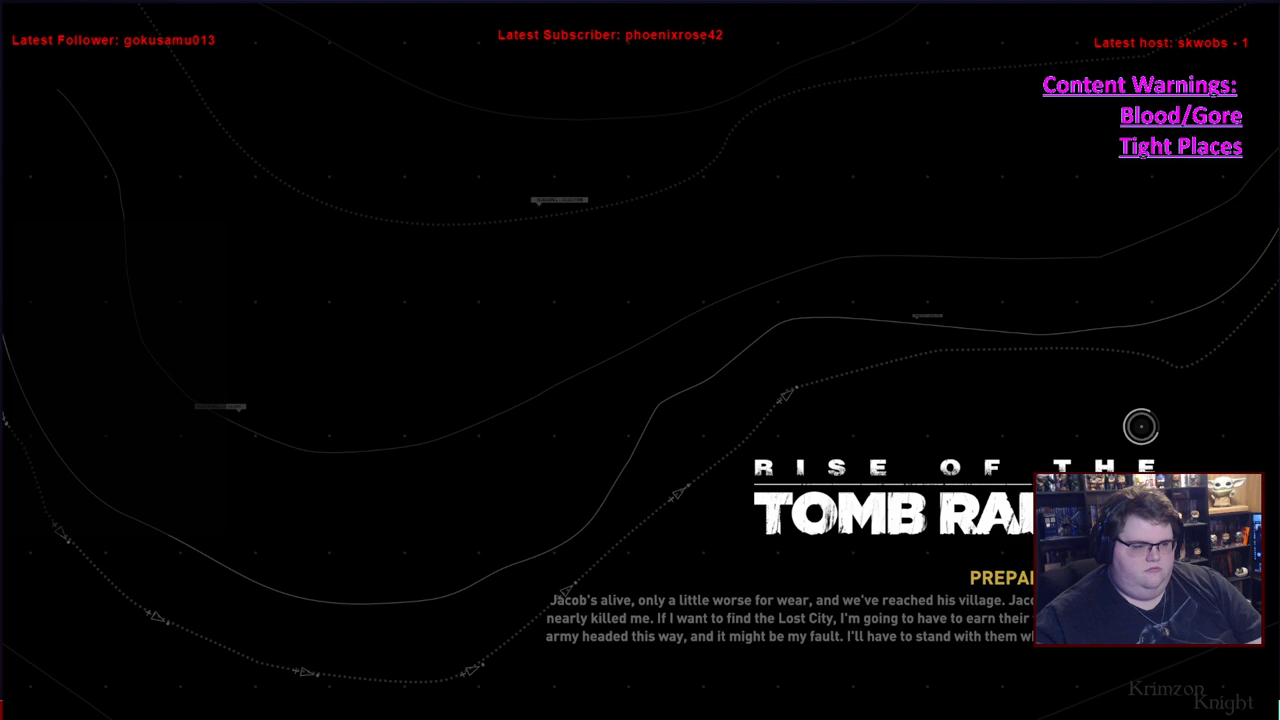 Latest Follower: gokusamu013
Latest Subscriber: phoenixrose42
Latest host: skwobs - 1
Content Warnings:
Blood/Gore
Tight Places
RISE OF THE
TOMB RAI
PREPA
Jacob's alive, only a little worse for wear, and we've reached his village. Jac
nearly killed me. If I want to find the Lost City, I'm going to have to earn their
army headed this way, and it might be my fault. I'll have to stand with them w
Krimzon
Knight